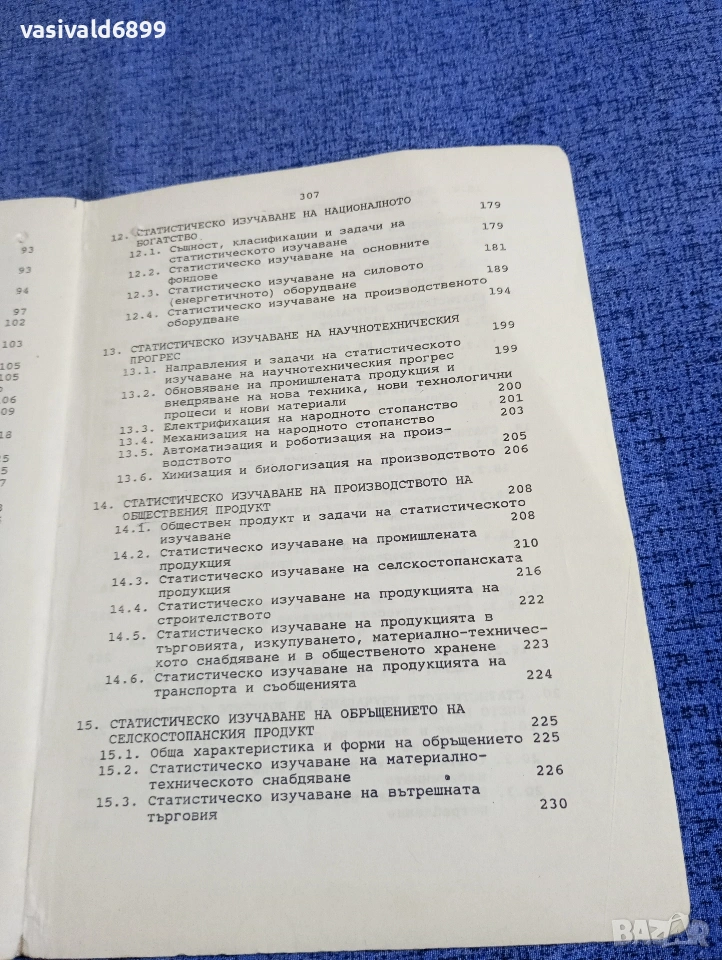 vasivald6899
93
93
94
97
102
103
105
105
06
09
18
307
12. СТАТИСТИЧЕСКО ИЗУЧАВАНЕ НА НАЦИОНАЛНОТО
БОГАТСТВО 179
12.1. Същност, класификации и задачи на
статистическото изучаване 179
12.2. Статистическо изучаване на основните
фондове 181
12.3. Статистическо изучаване на силовото
(енергетичното) оборудване 189
12.4. Статистическо изучаване на производственото
оборудване 194
13. СТАТИСТИЧЕСКО ИЗУЧАВАНЕ НА НАУЧНОТЕХНИЧЕСКИЯ
ПРОГРЕС 199
13.1. Направления и задачи на статистическото
изучаване на научнотехническия прогрес 199
13.2. Обновяване на промишлената продукция и
внедряване на нова техника, нови технологични
процеси и нови материали 200
13.3. Електрификация на народното стопанство 201
13.4. Механизация на народното стопанство 203
13.5. Автоматизация и роботизация на произ-
водството 205
13.6. Химизация и биологизация на производството 206
14. СТАТИСТИЧЕСКО ИЗУЧАВАНЕ НА ПРОИЗВОДСТВОТО НА
ОБЩЕСТВЕНИЯ ПРОДУКТ 208
14.1. Обществен продукт и задачи на статистическото
изучаване 208
14.2. Статистическо изучаване на промишлената
продукция 210
14.3. Статистическо изучаване на селскостопанската
продукция 216
14.4. Статистическо изучаване на продукцията на
строителството 222
14.5. Статистическо изучаване на продукцията в
търговията, изкупуването, материално-техничес-
кото снабдяване и в общественото хранене 223
14.6. Статистическо изучаване на продукцията на
транспорта и съобщенията 224
15. СТАТИСТИЧЕСКО ИЗУЧАВАНЕ НА ОБРЪЩЕНИЕТО НА
СЕЛСКОСТОПАНСКИЯ ПРОДУКТ 225
15.1. Обща характеристика и форми на обръщението 225
15.2. Статистическо изучаване на материално-
техническото снабдяване 226
15.3. Статистическо изучаване на вътрешната
търговия 230
BAZAR